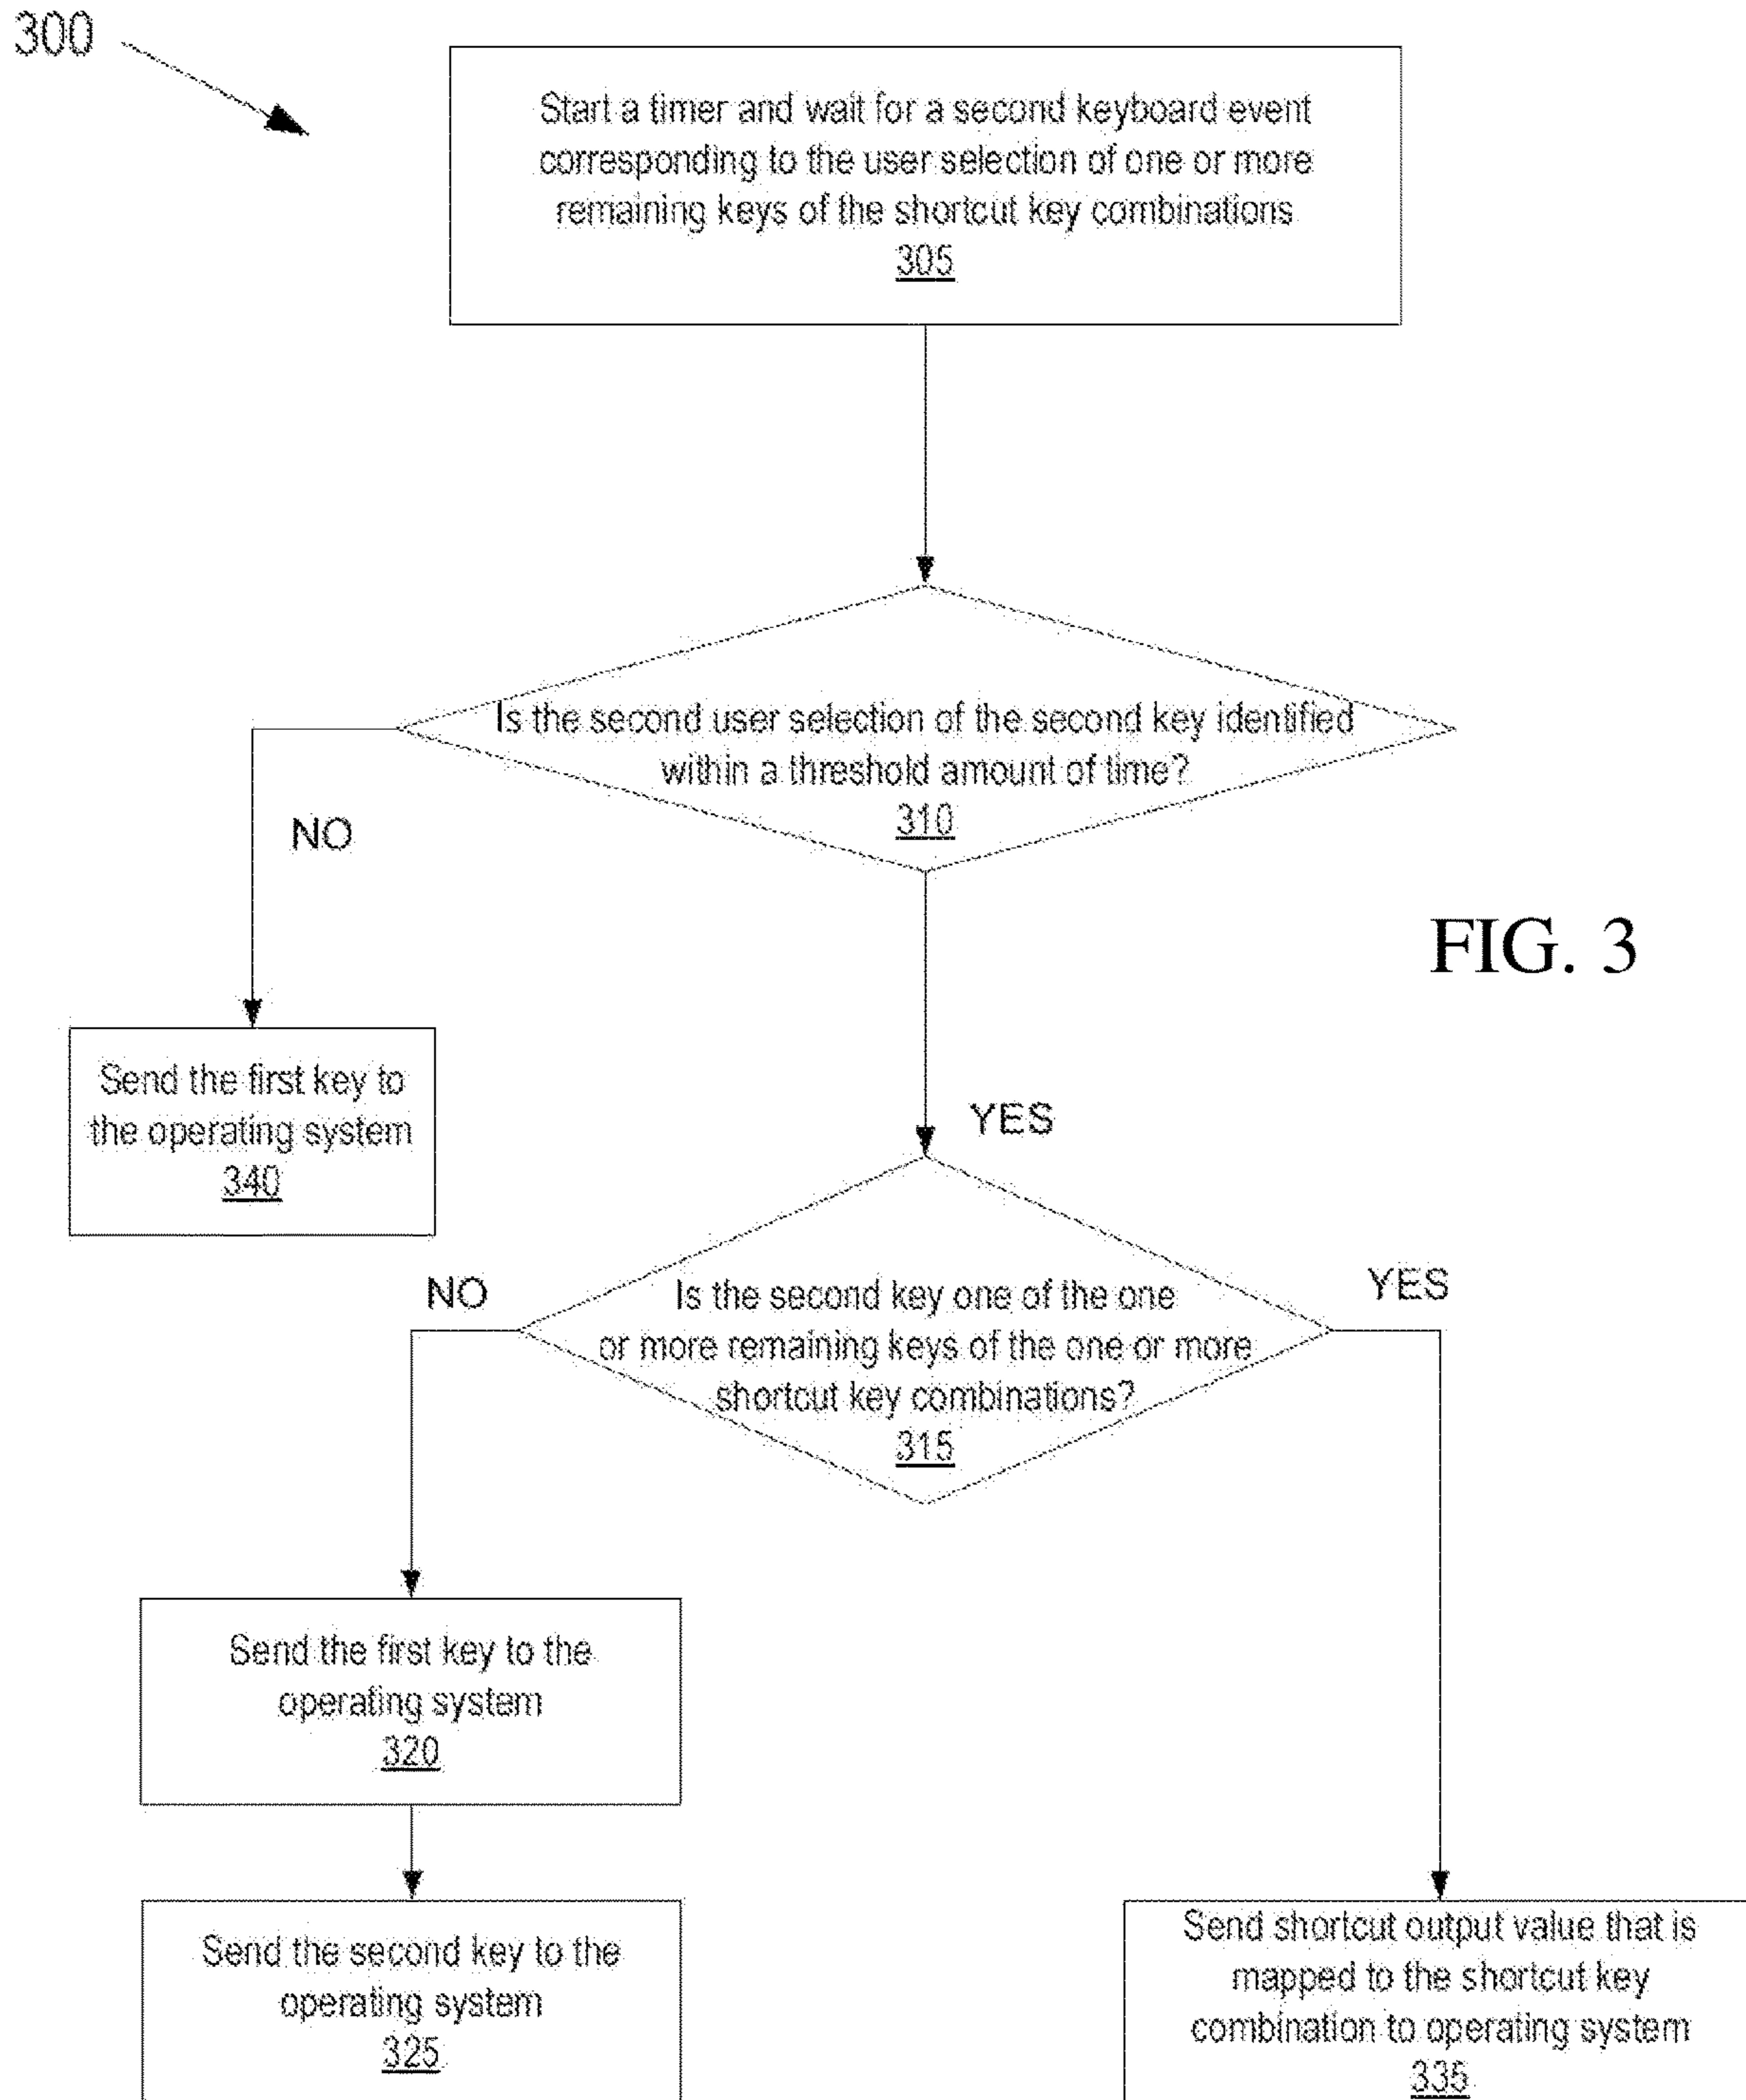 300
Start a timer and wait for a second keyboard event
corresponding to the user selection of one or more
remaining keys of the shortcut key combinations
305
Is the second user selection of the second key identified
within a threshold amount of time?
310
NO
FIG. 3
Send the first key to
the operating system
340
YES
NO
Is the second key one of the one
or more remaining keys of the one or more
shortcut key combinations?
315
YES
Send the first key to the
operating system
320
Send the second key to the
operating system
325
Send shortcut output value that is
mapped to the shortcut key
combination to operating system
335